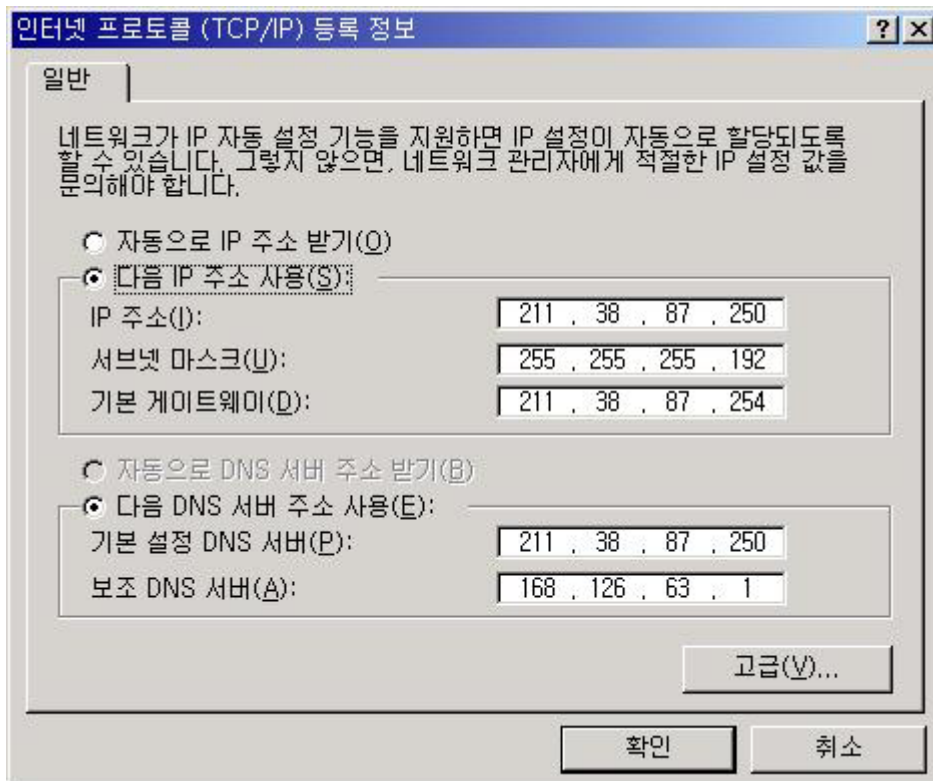 인터넷 프로토콜 (TCP/IP) 등록 정보
일반
네트워크가 IP 자동 설정 기능을 지원하면 IP 설정이 자동으로 할당되도록
할 수 있습니다. 그렇지 않으면, 네트워크 관리자에게 적절한 IP 설정 값을
문의해야 합니다.
자동으로 IP 주소 받기(O)
다음 IP 주소 사용(S):
IP 주소(I): 211 . 38 . 87 . 250
서브넷 마스크(U): 255 . 255 . 255 . 192
기본 게이트웨이(D): 211 . 38 . 87 . 254
자동으로 DNS 서버 주소 받기(B)
다음 DNS 서버 주소 사용(E):
기본 설정 DNS 서버(P): 211 . 38 . 87 . 250
보조 DNS 서버(A): 168 . 126 . 63 . 1
고급(V)...
확인 취소